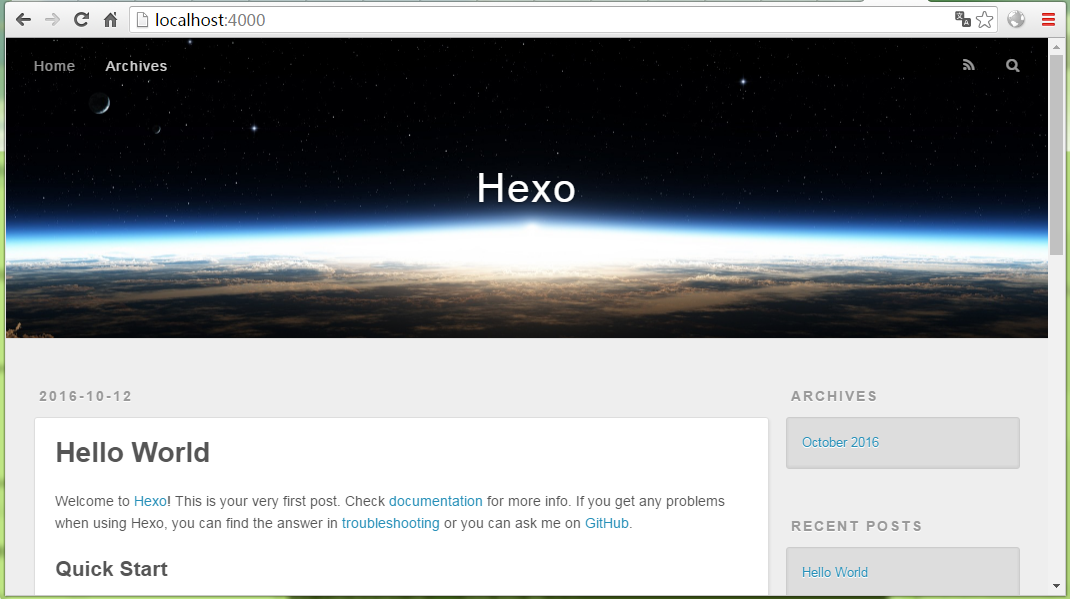 localhost:4000
Home Archives
Hexo
2016-10-12
Hello World
Welcome to Hexo! This is your very first post. Check documentation for more info. If you get any problems
when using Hexo, you can find the answer in troubleshooting or you can ask me on GitHub.
Quick Start
ARCHIVES
October 2016
RECENT POSTS
Hello World